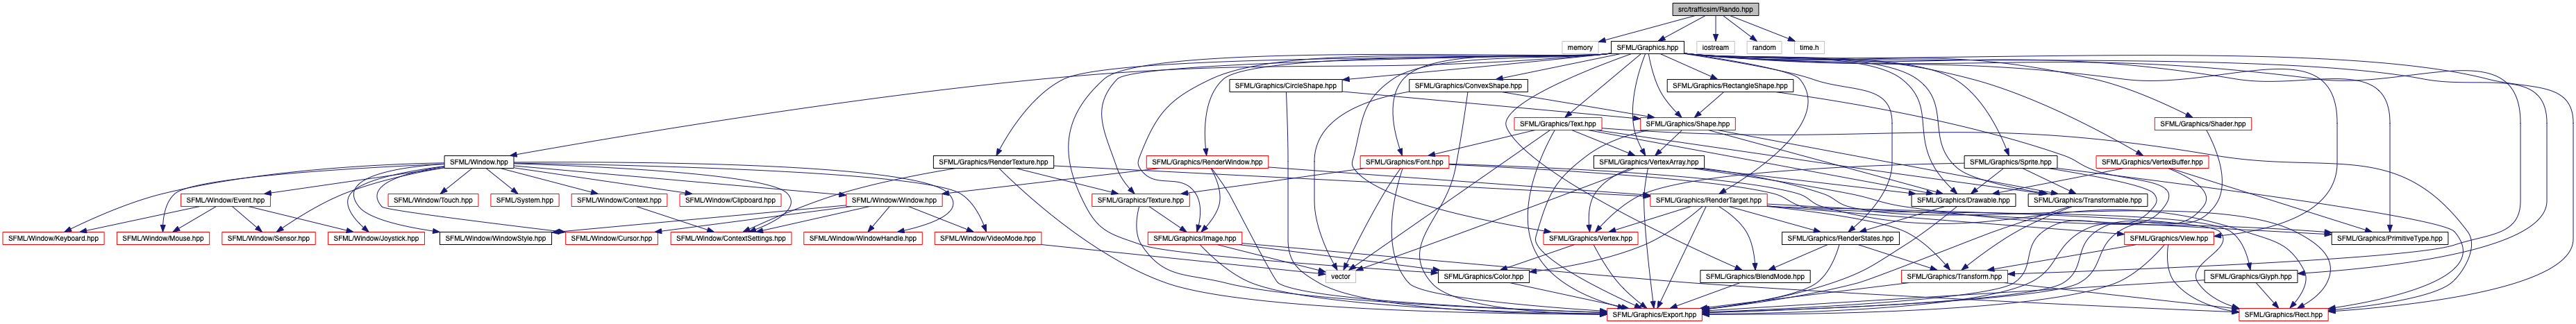 src/trafficsim/Rando.hpp
memory
SFML/Graphics.hpp
iostream
random
time.h
SFML/Graphics/CircleShape.hpp
SFML/Graphics/ConvexShape.hpp
SFML/Graphics/RectangleShape.hpp
SFML/Graphics/Text.hpp
SFML/Graphics/Shape.hpp
SFML/Graphics/Shader.hpp
SFML/Window.hpp
SFML/Graphics/RenderTexture.hpp
SFML/Graphics/RenderWindow.hpp
SFML/Graphics/Font.hpp
SFML/Graphics/VertexArray.hpp
SFML/Graphics/Sprite.hpp
SFML/Graphics/VertexBuffer.hpp
SFML/Window/Event.hpp
SFML/Window/Touch.hpp
SFML/System.hpp
SFML/Window/Context.hpp
SFML/Window/Clipboard.hpp
SFML/Window/Window.hpp
SFML/Graphics/Texture.hpp
SFML/Graphics/RenderTarget.hpp
SFML/Graphics/Drawable.hpp
SFML/Graphics/Transformable.hpp
SFML/Window/Keyboard.hpp
SFML/Window/Mouse.hpp
SFML/Window/Sensor.hpp
SFML/Window/Joystick.hpp
SFML/Window/WindowStyle.hpp
SFML/Window/Cursor.hpp
SFML/Window/ContextSettings.hpp
SFML/Window/WindowHandle.hpp
SFML/Window/VideoMode.hpp
SFML/Graphics/Image.hpp
SFML/Graphics/Vertex.hpp
SFML/Graphics/RenderStates.hpp
SFML/Graphics/View.hpp
SFML/Graphics/PrimitiveType.hpp
vector
SFML/Graphics/Color.hpp
SFML/Graphics/BlendMode.hpp
SFML/Graphics/Transform.hpp
SFML/Graphics/Glyph.hpp
SFML/Graphics/Export.hpp
SFML/Graphics/Rect.hpp